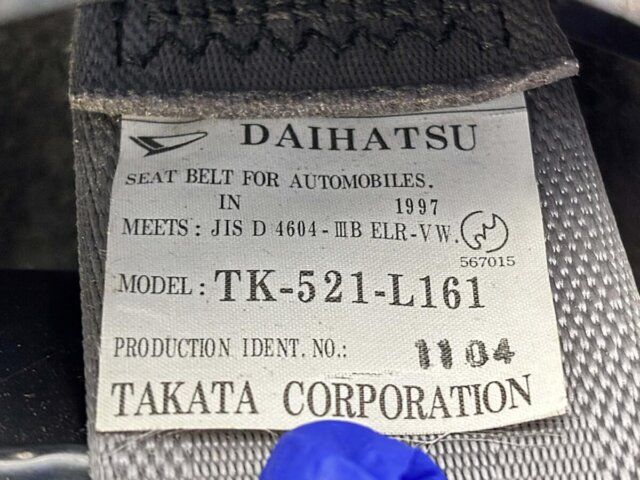 DAIHATSU
SEAT BELT FOR AUTOMOBILES.
IN 1997
MEETS: JIS D 4604-ⅢB ELR-VW.
567015
MODEL: TK-521-L161
PRODUCTION IDENT. NO.: 1104
TAKATA CORPORATION